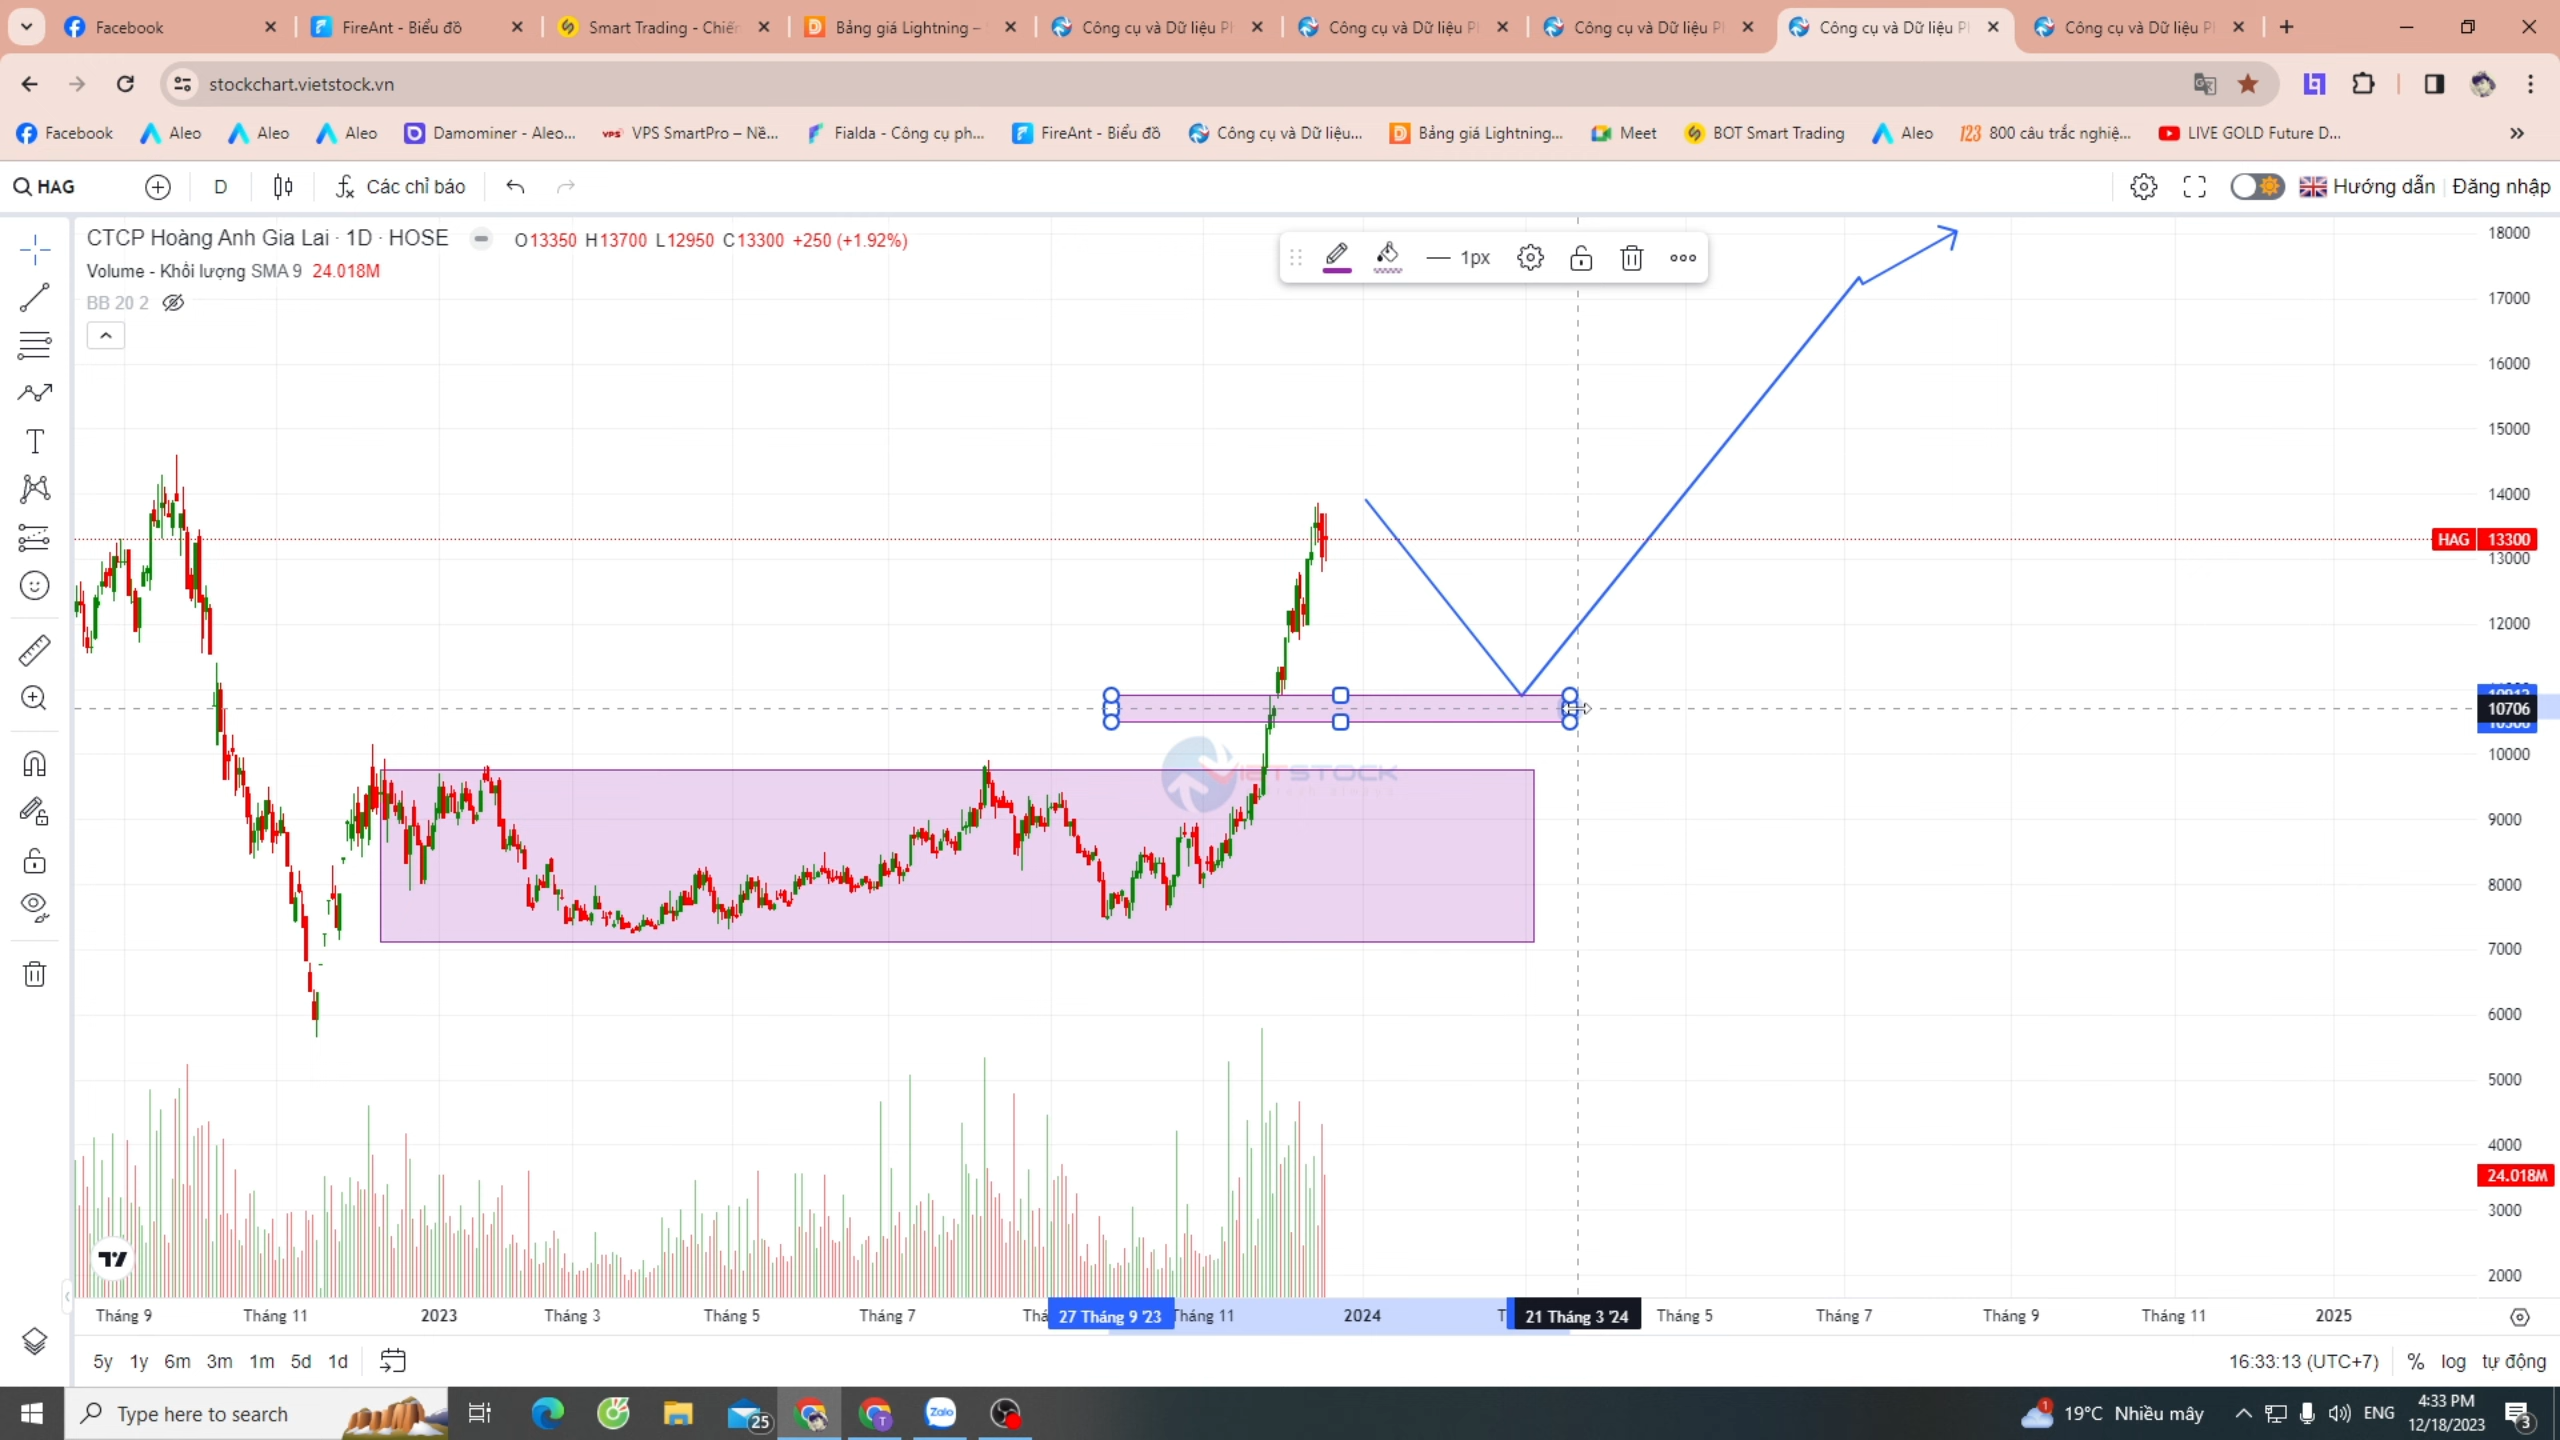 Facebook
FireAnt - Biểu đồ
Smart Trading - Chiến
Bảng giá Lightning –
Công cụ và Dữ liệu
Công cụ và Dữ liệu
Công cụ và Dữ liệu
Công cụ và Dữ liệu
Công cụ và Dữ liệu
stockchart.vietstock.vn
Facebook
Aleo
Aleo
Aleo
Damominer - Aleo...
VPS SmartPro – Nề...
Fialda - Công cụ ph...
FireAnt - Biểu đồ
Công cụ và Dữ liệu...
Bảng giá Lightning...
Meet
BOT Smart Trading
Aleo
123 800 câu trắc nghiệ...
LIVE GOLD Future D...
HAG
D
Các chỉ báo
Hướng dẫn
Đăng nhập
CTCP Hoàng Anh Gia Lai · 1D · HOSE
O13350 H13700 L12950 C13300 +250 (+1.92%)
Volume - Khối lượng SMA 9 24.018M
BB 20 2
1px
18000
17000
16000
15000
14000
HAG 13300
13000
12000
10706
10000
9000
8000
7000
6000
5000
4000
24.018M
3000
2000
VIETSTOCK
Tháng 9
Tháng 11
2023
Tháng 3
Tháng 5
Tháng 7
27 Tháng 9 '23
Tháng 11
2024
21 Tháng 3 '24
Tháng 5
Tháng 7
Tháng 9
Tháng 11
2025
5y 1y 6m 3m 1m 5d 1d
16:33:13 (UTC+7)
% log tự động
Type here to search
25
Zalo
1
19°C Nhiều mây
ENG
4:33 PM
12/18/2023
3